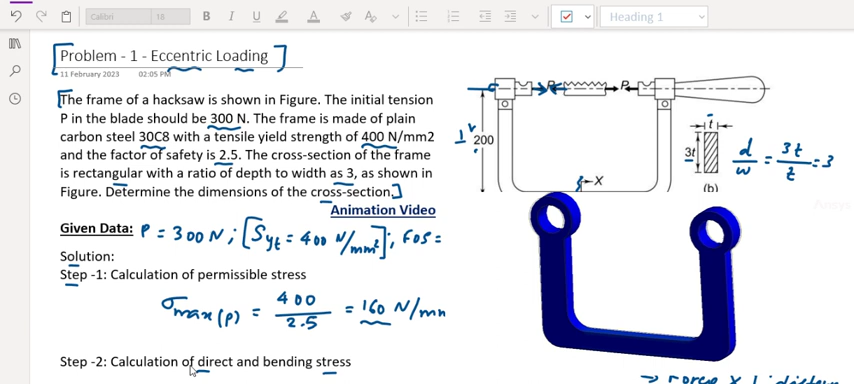 Calibri
18
B I U
Heading 1
Problem - 1 - Eccentric Loading
11 February 2023 02:05 PM
The frame of a hacksaw is shown in Figure. The initial tension
P in the blade should be 300 N. The frame is made of plain
carbon steel 30C8 with a tensile yield strength of 400 N/mm2
and the factor of safety is 2.5. The cross-section of the frame
is rectangular with a ratio of depth to width as 3, as shown in
Figure. Determine the dimensions of the cross-section.
Animation Video
P
P
200
X
t
3t
(b)
d/w = 3t/t = 3
Given Data: P = 300 N ; [Syt = 400 N/mm²], FOS =
Solution:
Step -1: Calculation of permissible stress
σmax(P) = 400/2.5 = 160 N/mm
Step -2: Calculation of direct and bending stress
→ Force x